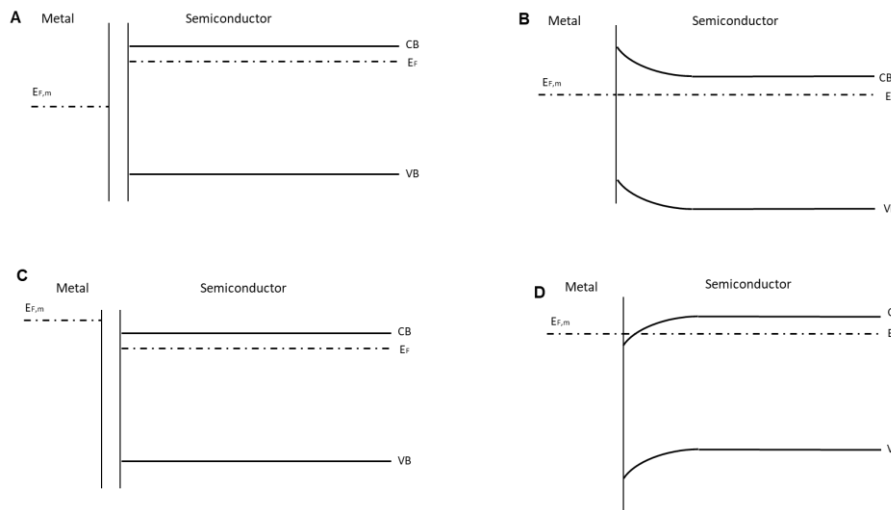 A
Metal
Semiconductor
CB
EF
EF,m
VB
B
Metal
Semiconductor
EF,m
CB
E
V
C
Metal
Semiconductor
EF,m
CB
EF
VB
D
Metal
Semiconductor
EF,m
C
E
V